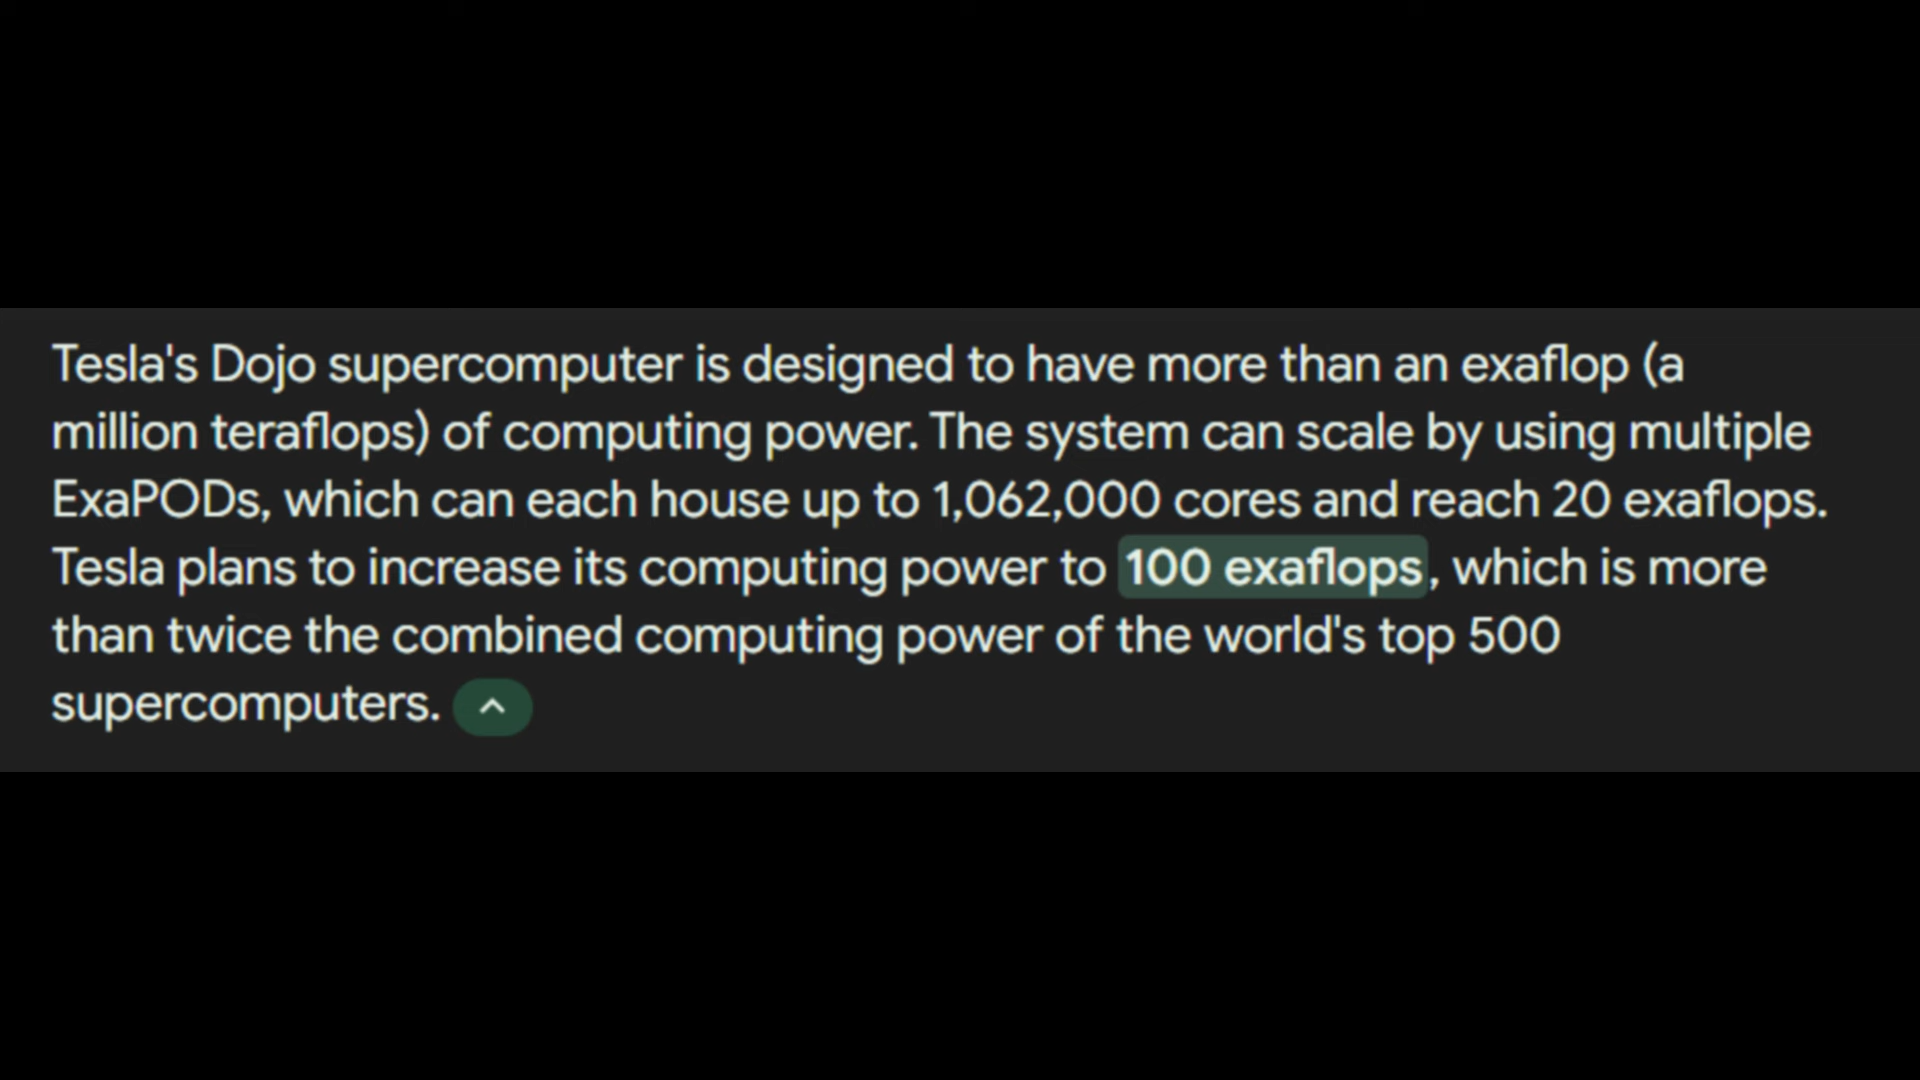 Tesla's Dojo supercomputer is designed to have more than an exaflop (a
million teraflops) of computing power. The system can scale by using multiple
ExaPODs, which can each house up to 1,062,000 cores and reach 20 exaflops.
Tesla plans to increase its computing power to 100 exaflops, which is more
than twice the combined computing power of the world's top 500
supercomputers.